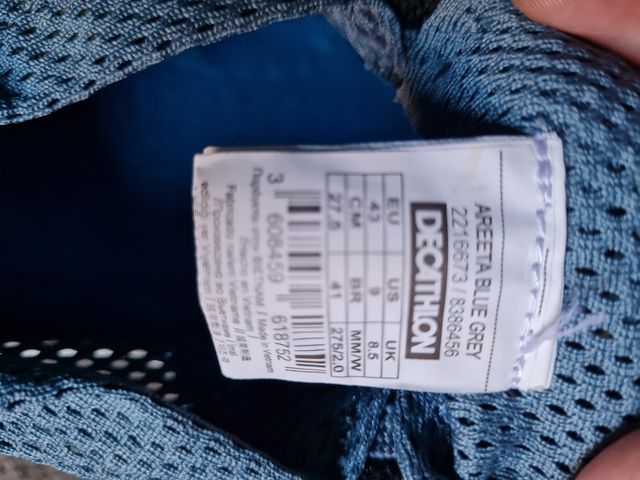 AREETA BLUE GREY
2216673 / 8386456
DECATHLON
EU US UK
42 9 8.5
CM BR MM/W
27.5 41 275/2.0
3 608459 618752
/ Made in Vietnam